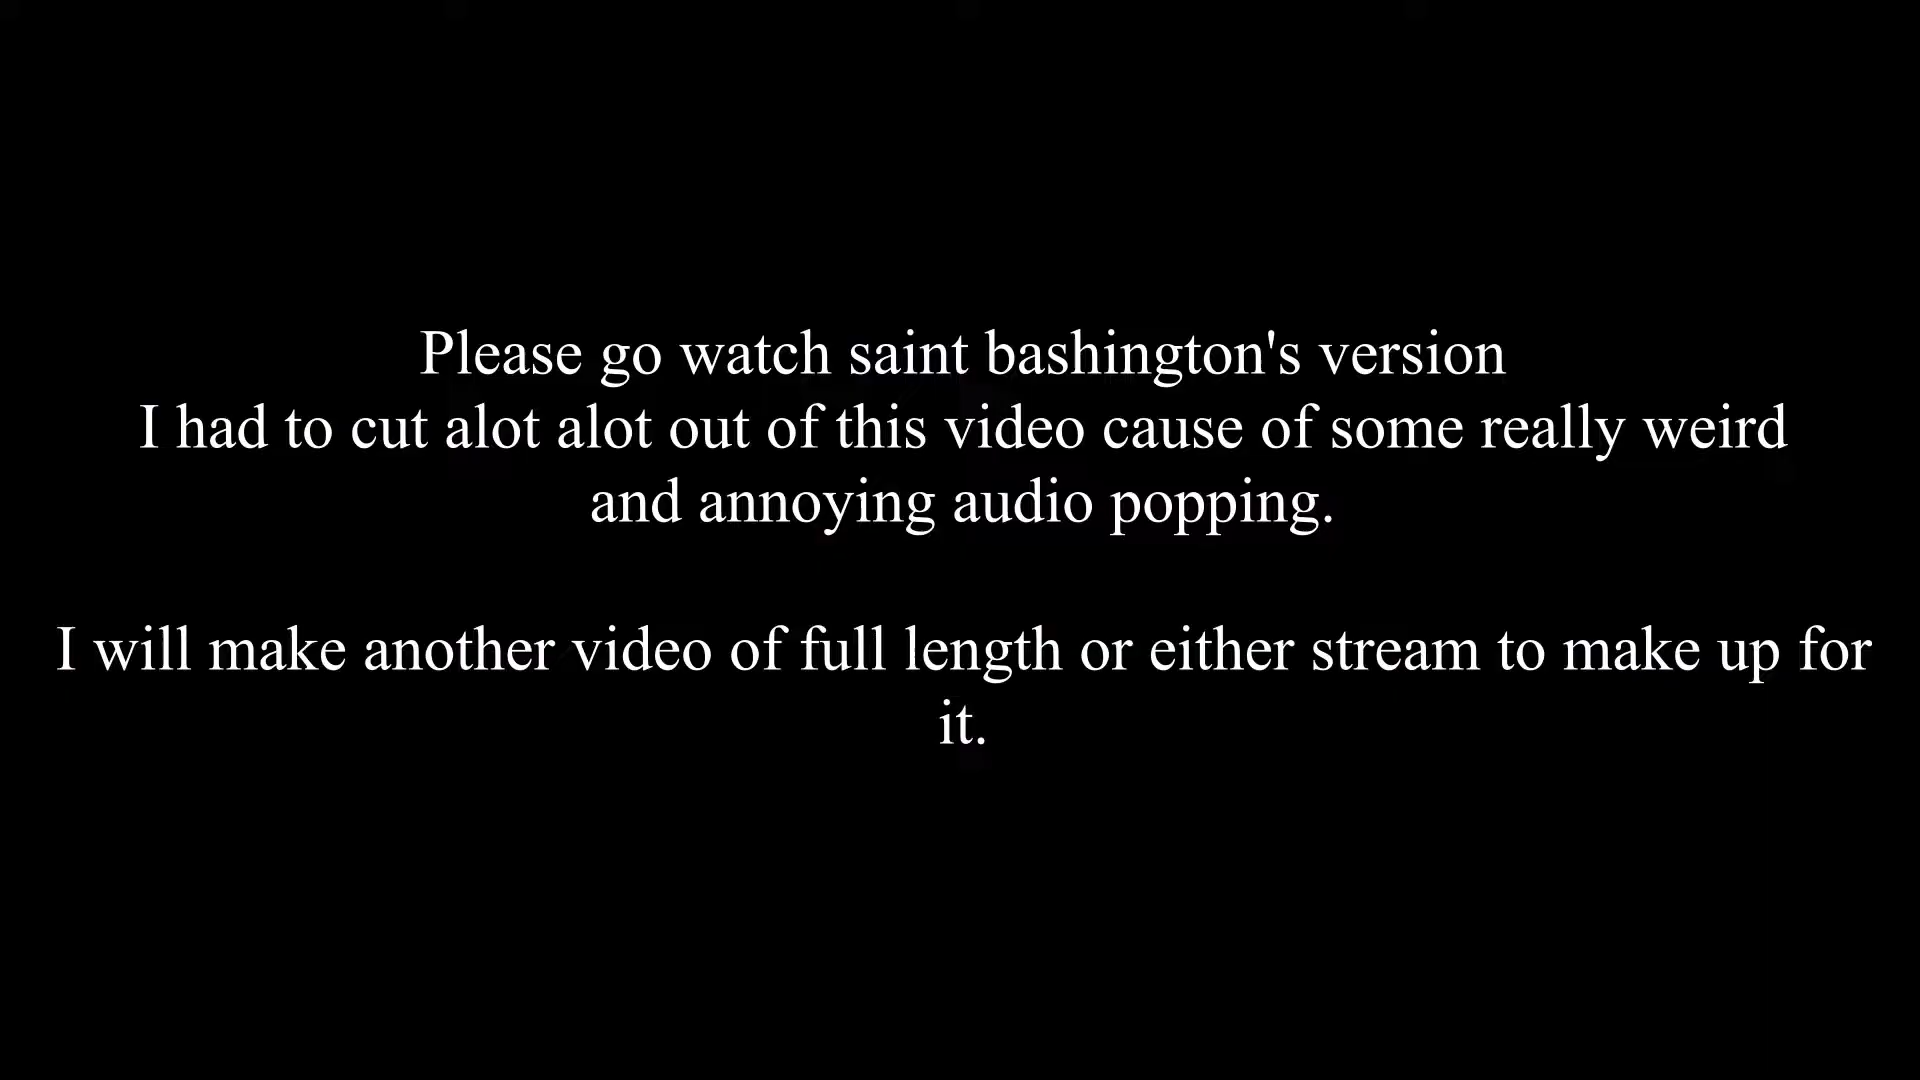 Please go watch saint bashington's version
I had to cut alot alot out of this video cause of some really weird
and annoying audio popping.
I will make another video of full length or either stream to make up for
it.